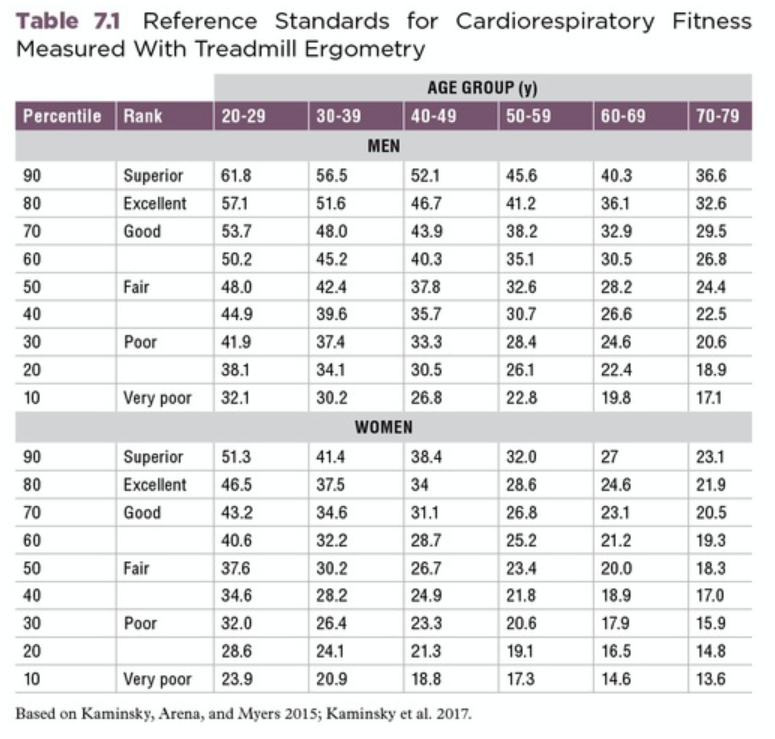 Table 7.1 Reference Standards for Cardiorespiratory Fitness
Measured With Treadmill Ergometry
AGE GROUP (y)
Percentile Rank 20-29 30-39 40-49 50-59 60-69 70-79
MEN
90 Superior 61.8 56.5 52.1 45.6 40.3 36.6
80 Excellent 57.1 51.6 46.7 41.2 36.1 32.6
70 Good 53.7 48.0 43.9 38.2 32.9 29.5
60 50.2 45.2 40.3 35.1 30.5 26.8
50 Fair 48.0 42.4 37.8 32.6 28.2 24.4
40 44.9 39.6 35.7 30.7 26.6 22.5
30 Poor 41.9 37.4 33.3 28.4 24.6 20.6
20 38.1 34.1 30.5 26.1 22.4 18.9
10 Very poor 32.1 30.2 26.8 22.8 19.8 17.1
WOMEN
90 Superior 51.3 41.4 38.4 32.0 27 23.1
80 Excellent 46.5 37.5 34 28.6 24.6 21.9
70 Good 43.2 34.6 31.1 26.8 23.1 20.5
60 40.6 32.2 28.7 25.2 21.2 19.3
50 Fair 37.6 30.2 26.7 23.4 20.0 18.3
40 34.6 28.2 24.9 21.8 18.9 17.0
30 Poor 32.0 26.4 23.3 20.6 17.9 15.9
20 28.6 24.1 21.3 19.1 16.5 14.8
10 Very poor 23.9 20.9 18.8 17.3 14.6 13.6
Based on Kaminsky, Arena, and Myers 2015; Kaminsky et al. 2017.